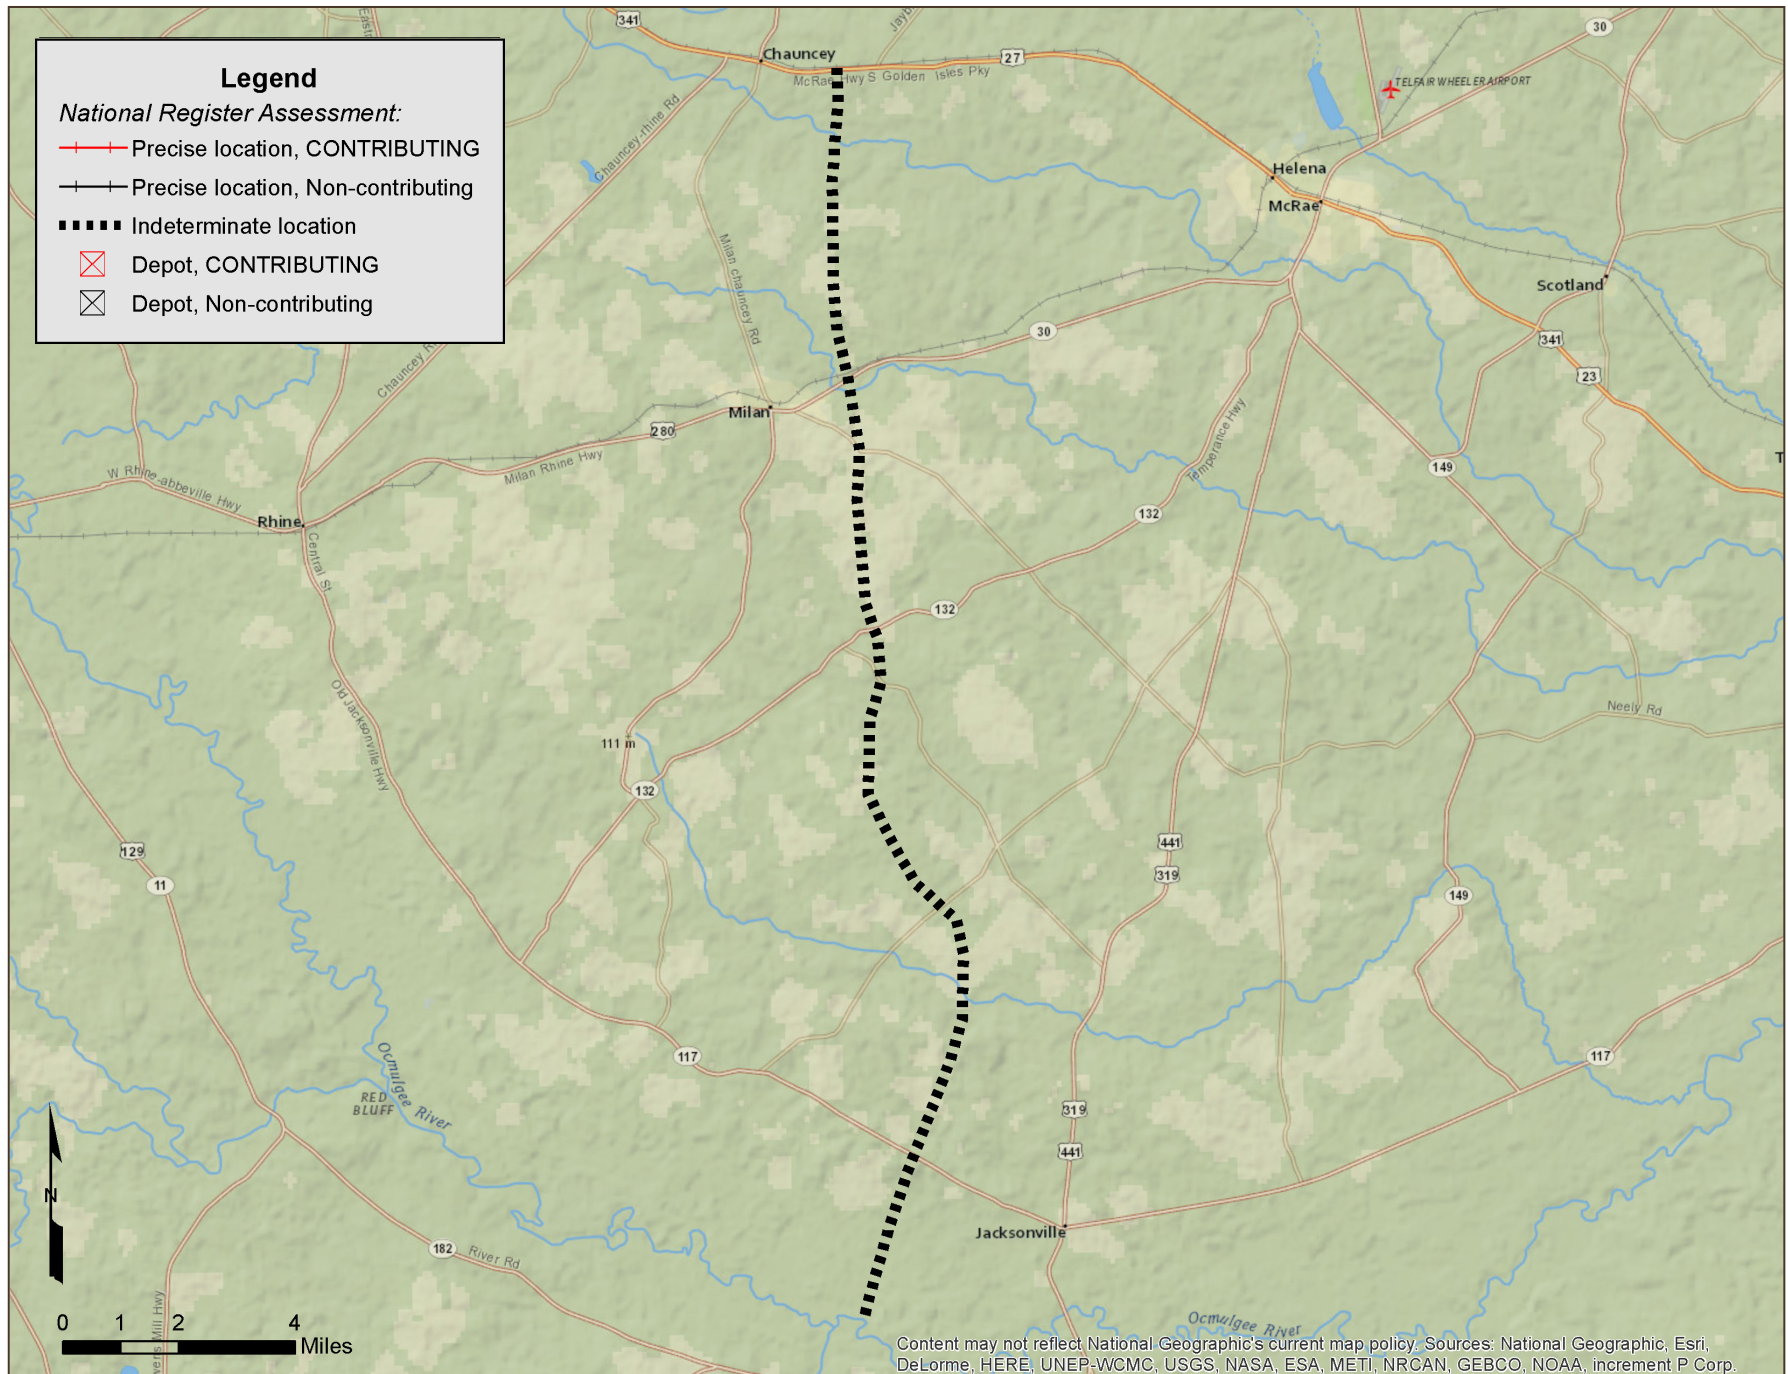 Legend
National Register Assessment:
Precise location, CONTRIBUTING
Precise location, Non-contributing
Indeterminate location
Depot, CONTRIBUTING
Depot, Non-contributing
341
Chauncey
27
McRae Hwy S Golden Isles Pky
30
TELFAIR WHEELER AIRPORT
Chauncey-rhine Rd
Helena
McRae
Milan chauncey Rd
Scotland
30
341
23
Chauncey R
Milan
280
Temperance Hwy
149
T
W Rhine-abbeville Hwy
Milan Rhine Hwy
Rhine
132
Central St
132
Old Jacksonville Hwy
Neely Rd
111 m
132
129
11
441
319
149
117
117
Ocmulgee River
RED
BLUFF
319
441
N
Jacksonville
182
River Rd
0 1 2 4
Miles
Mill Hwy
Ocmulgee River
Content may not reflect National Geographic's current map policy. Sources: National Geographic, Esri,
DeLorme, HERE, UNEP-WCMC, USGS, NASA, ESA, METI, NRCAN, GEBCO, NOAA, increment P Corp.